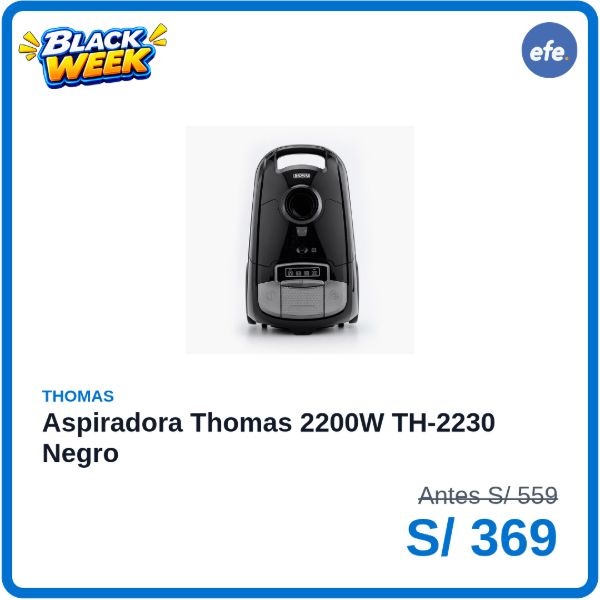 BLACK
WEEK
efe.
THOMAS
Aspiradora Thomas 2200W TH-2230
Negro
Antes S/ 559
S/ 369